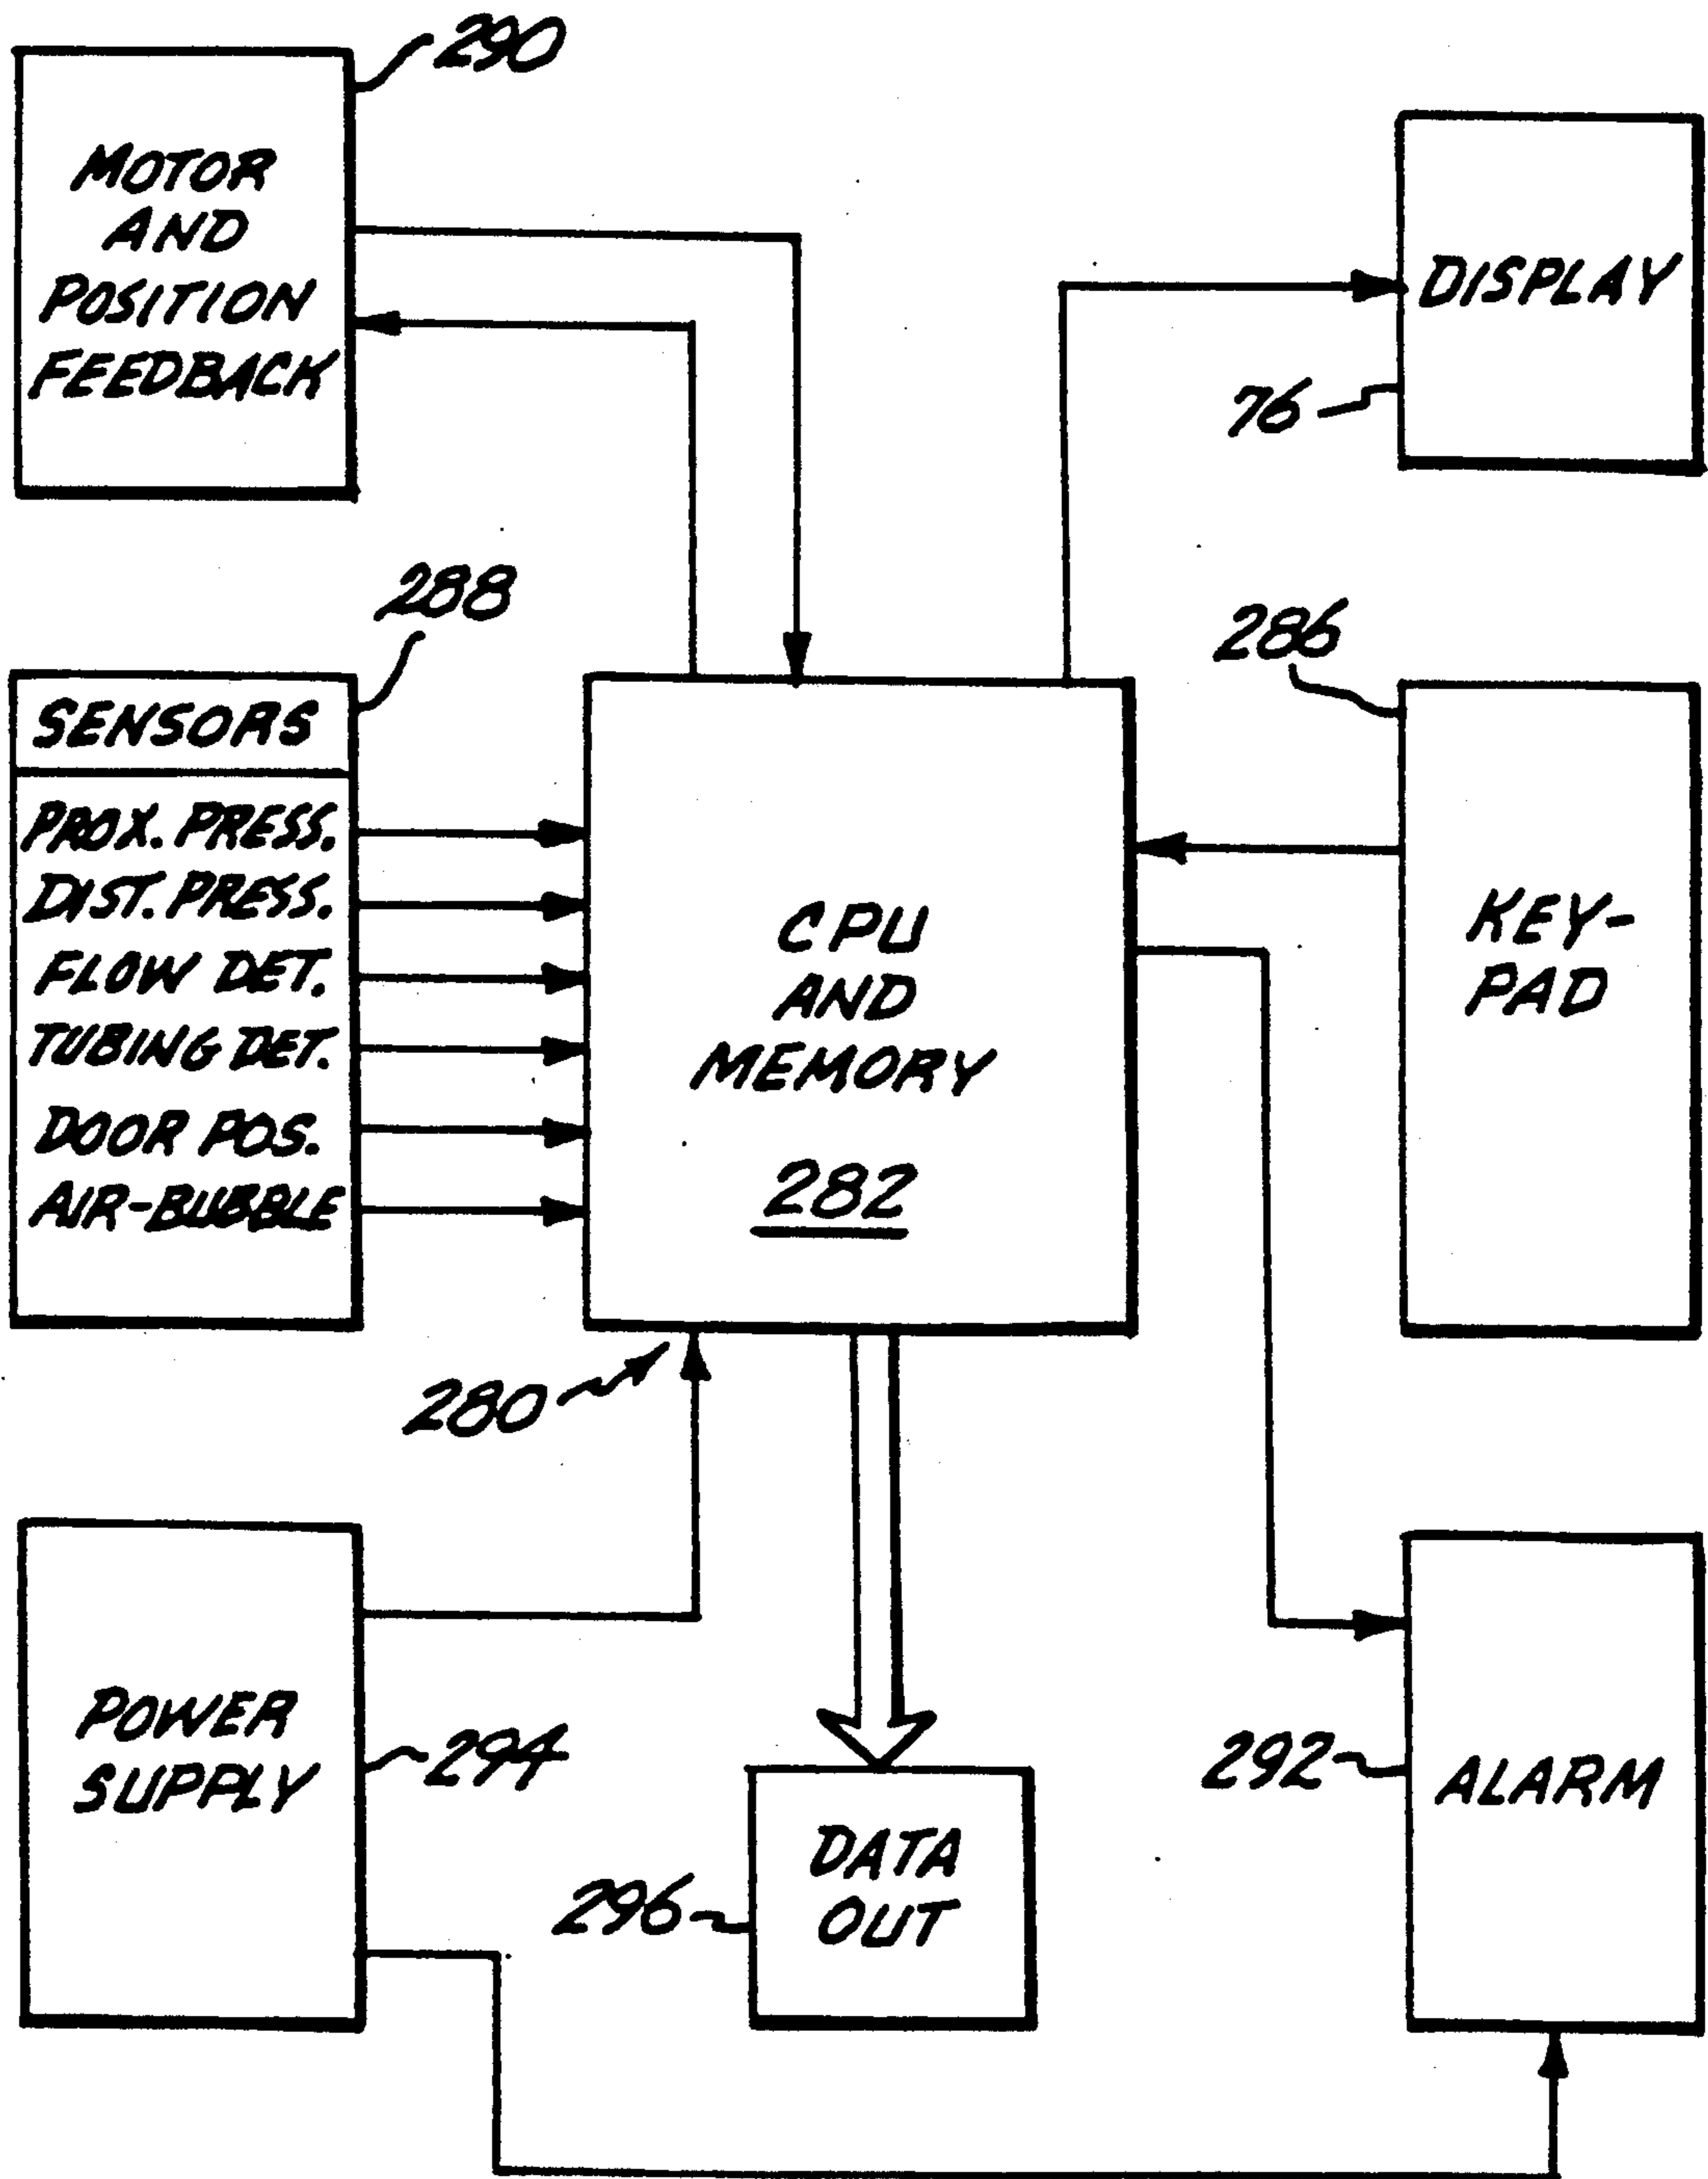 290
MOTOR
AND
POSITION
FEEDBACK
DISPLAY
76
288
SENSORS
PROX. PRESS.
DIST. PRESS.
FLOW DET.
TUBING DET.
DOOR POS.
AIR-BUBBLE
CPU
AND
MEMORY
282
286
KEY-
PAD
280
POWER
SUPPLY
294
DATA
OUT
296
292
ALARM